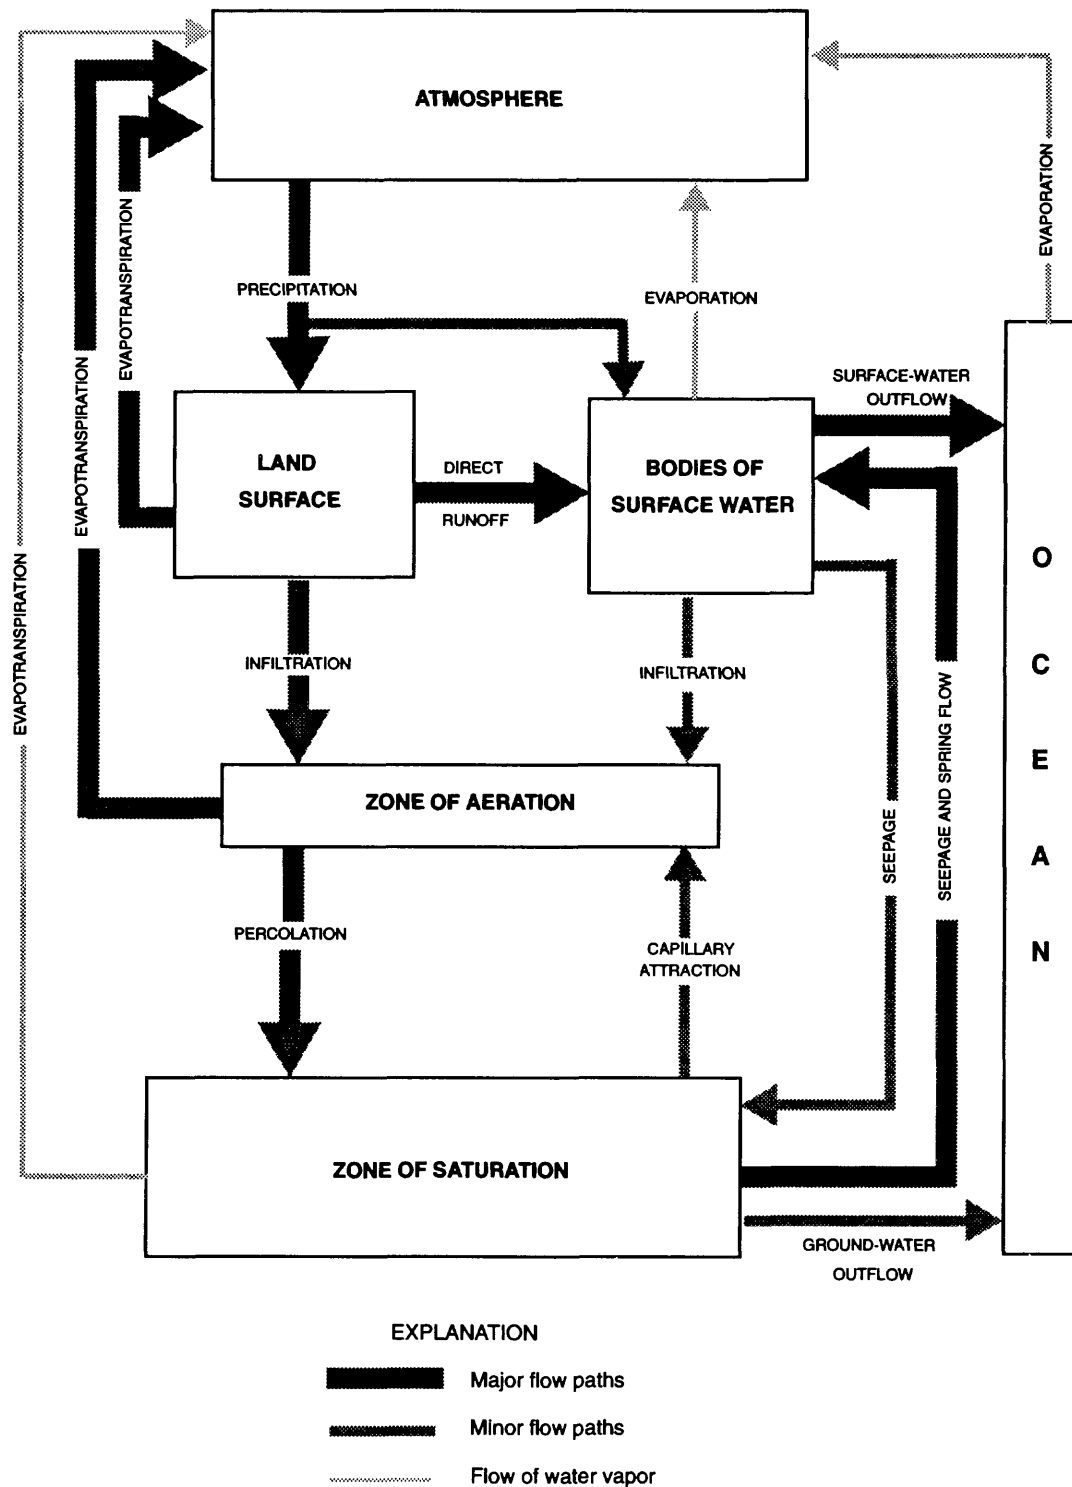 ATMOSPHERE
EVAPORATION
EVAPOTRANSPIRATION
PRECIPITATION
EVAPORATION
EVAPOTRANSPIRATION
SURFACE-WATER
OUTFLOW
EVAPOTRANSPIRATION
LAND
SURFACE
DIRECT
RUNOFF
BODIES OF
SURFACE WATER
OCEAN
INFILTRATION
INFILTRATION
SEEPAGE
SEEPAGE AND SPRING FLOW
ZONE OF AERATION
PERCOLATION
CAPILLARY
ATTRACTION
ZONE OF SATURATION
GROUND-WATER
OUTFLOW
EXPLANATION
Major flow paths
Minor flow paths
Flow of water vapor